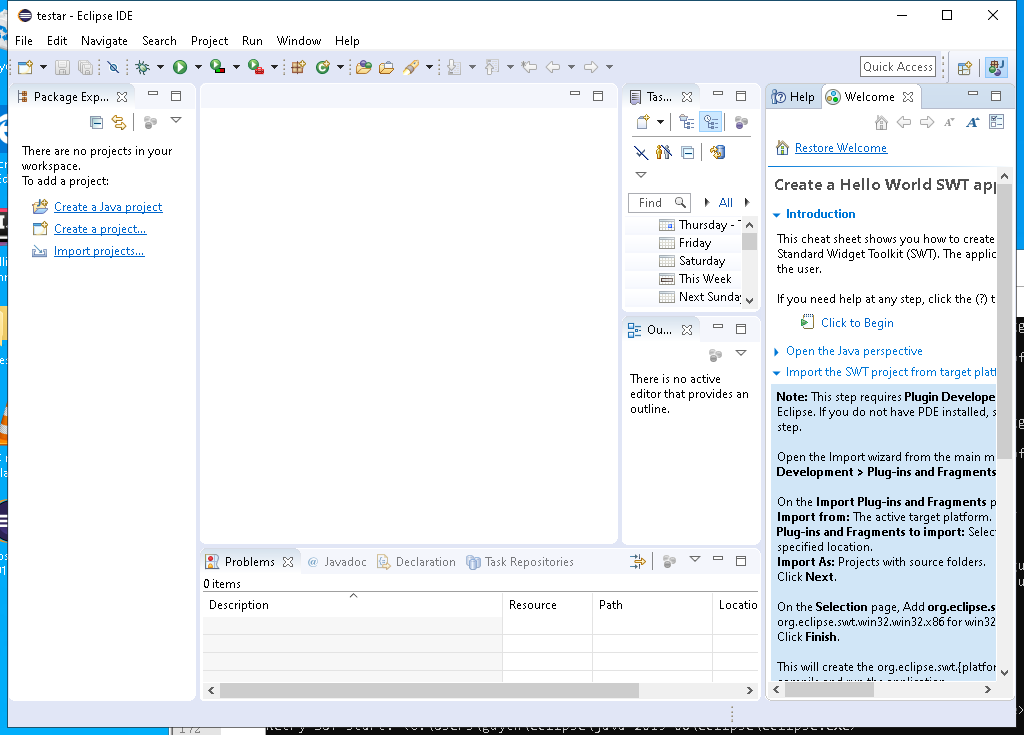 testar - Eclipse IDE
File Edit Navigate Search Project Run Window Help
Quick Access
Package Exp...
There are no projects in your
workspace.
To add a project:
Create a Java project
Create a project...
Import projects...
Tas...
Find
All
Thursday -
Friday
Saturday
This Week
Next Sunday
Ou...
There is no active
editor that provides an
outline.
Help Welcome
Restore Welcome
Create a Hello World SWT app
Introduction
This cheat sheet shows you how to create
Standard Widget Toolkit (SWT). The applic
the user.
If you need help at any step, click the (?) t
Click to Begin
Open the Java perspective
Import the SWT project from target platf
Note: This step requires Plugin Develope
Eclipse. If you do not have PDE installed, s
step.
Open the Import wizard from the main m
Development > Plug-ins and Fragments
On the Import Plug-ins and Fragments p
Import from: The active target platform.
Plug-ins and Fragments to import: Selec
specified location.
Import As: Projects with source folders.
Click Next.
On the Selection page, Add org.eclipse.s
org.eclipse.swt.win32.win32.x86 for win32
Click Finish.
This will create the org.eclipse.swt.{platfor
Problems @ Javadoc Declaration Task Repositories
0 items
Description Resource Path Locatio
172